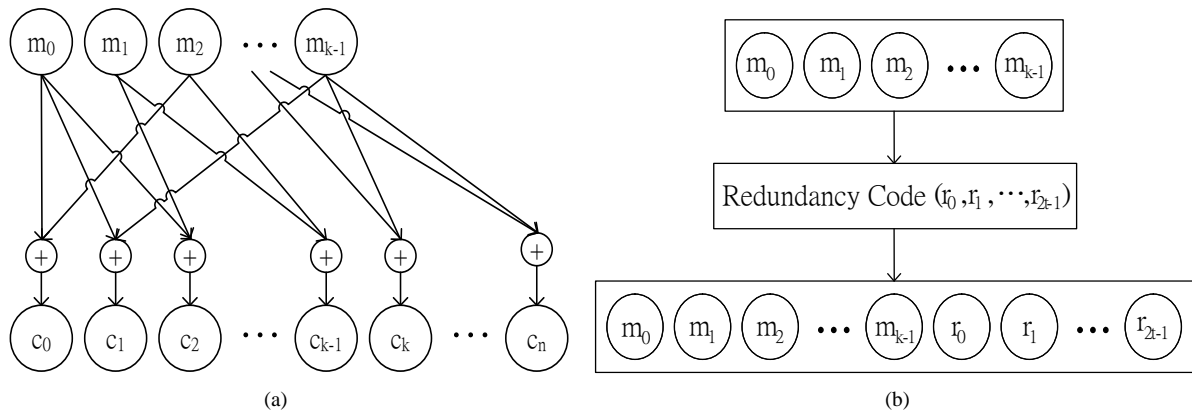 m₀ m₁ m₂ ··· mₖ₋₁
+ + + + + +
c₀ c₁ c₂ ··· cₖ₋₁ cₖ ··· cₙ
(a)
m₀ m₁ m₂ ··· mₖ₋₁
Redundancy Code (r₀,r₁,···,r₂ₜ₋₁)
m₀ m₁ m₂ ··· mₖ₋₁ r₀ r₁ ··· r₂ₜ₋₁
(b)